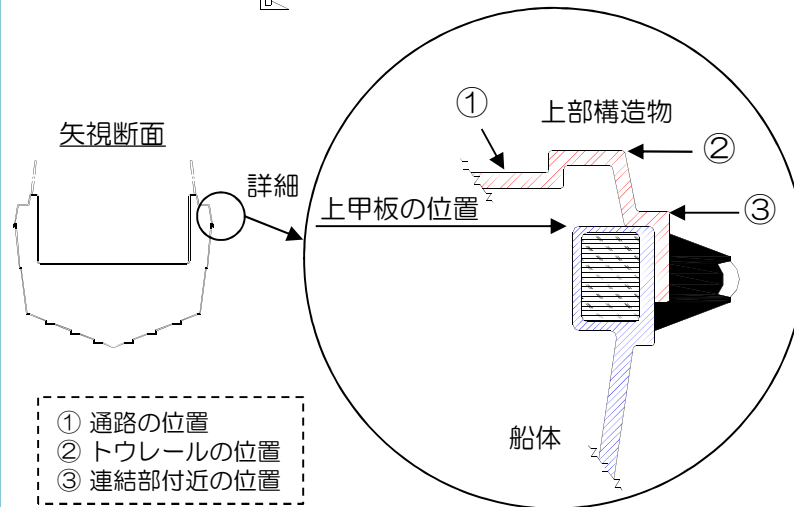 矢視断面
詳細
①
上部構造物
②
上甲板の位置
③
船体
① 通路の位置
② トウレールの位置
③ 連結部付近の位置